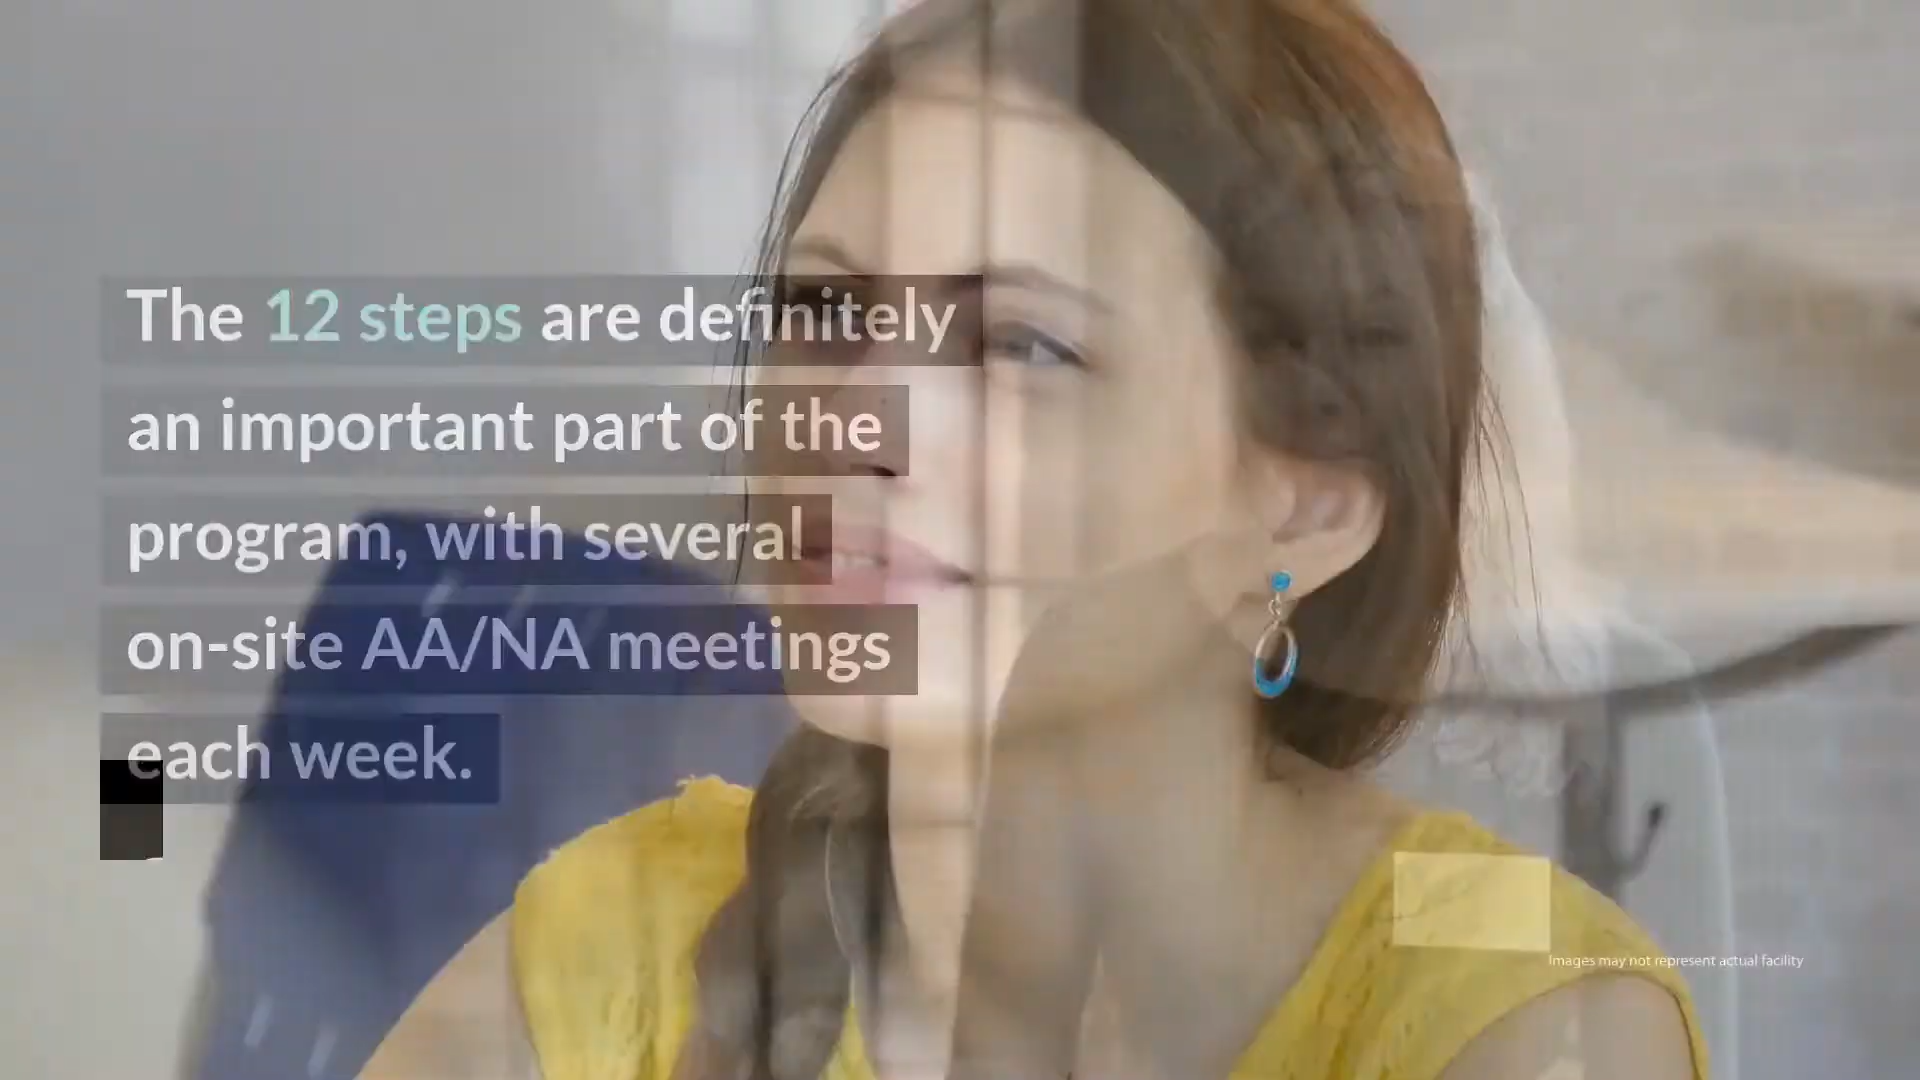 The 12 steps are definitely
an important part of the
program, with several
on-site AA/NA meetings
each week.
Images may not represent actual facility